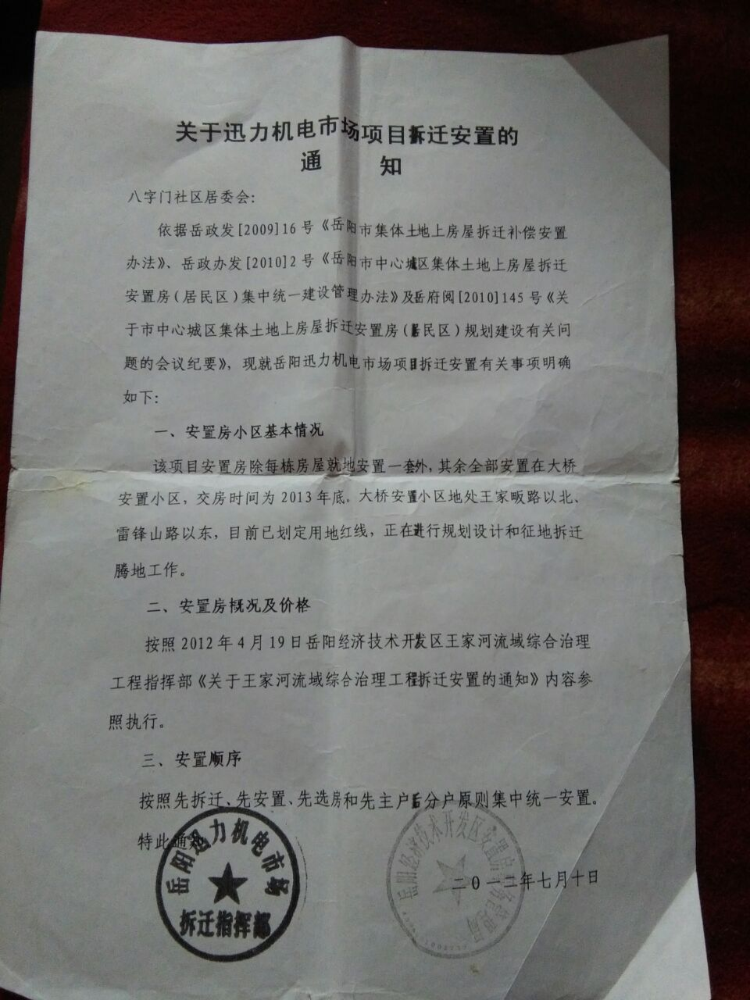 关于迅力机电市场项目拆迁安置的
通 知
八字门社区居委会:
依据岳政发[2009]16号《岳阳市集体土地上房屋拆迁补偿安置
办法》、岳政办发[2010]2号《岳阳市中心城区集体土地上房屋拆迁
安置房(居民区)集中统一建设管理办法》及岳府阅[2010]145号《关
于市中心城区集体土地上房屋拆迁安置房(居民区)规划建设有关问
题的会议纪要》,现就岳阳迅力机电市场项目拆迁安置有关事项明确
如下:
一、安置房小区基本情况
该项目安置房除每栋房屋就地安置一套外,其余全部安置在大桥
安置小区,交房时间为2013年底。大桥安置小区地处王家畈路以北、
雷锋山路以东,目前已划定用地红线,正在进行规划设计和征地拆迁
腾地工作。
二、安置房概况及价格
按照2012年4月19日岳阳经济技术开发区王家河流域综合治理
工程指挥部《关于王家河流域综合治理工程拆迁安置的通知》内容参
照执行。
三、安置顺序
按照先拆迁、先安置、先选房和先主户后分户原则集中统一安置。
特此通知
岳阳迅力机电市场
拆迁指挥部
岳阳经济技术开发区安置房
二0一二年七月十日